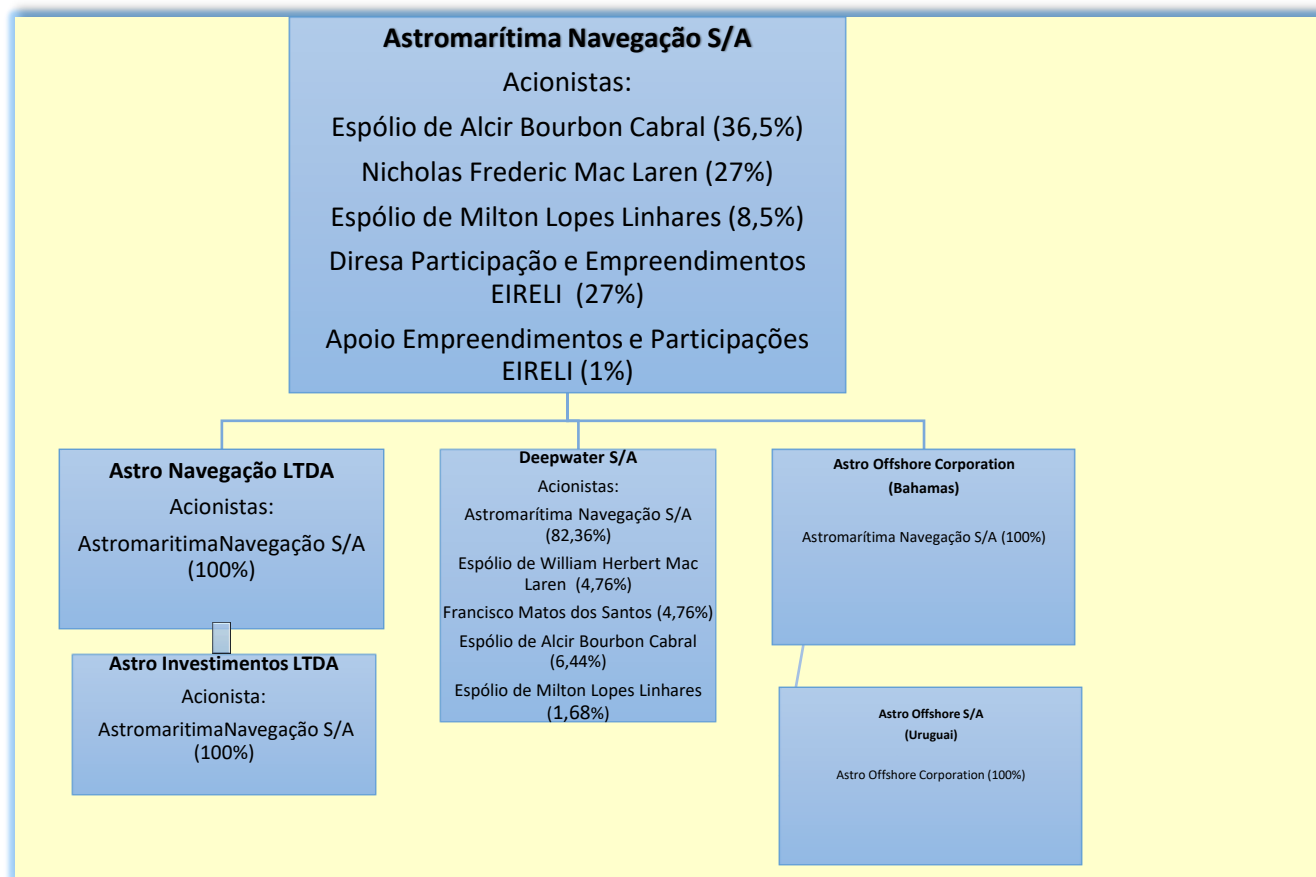 Astromarítima Navegação S/A
Acionistas:
Espólio de Alcir Bourbon Cabral (36,5%)
Nicholas Frederic Mac Laren (27%)
Espólio de Milton Lopes Linhares (8,5%)
Diresa Participação e Empreendimentos
EIRELI (27%)
Apoio Empreendimentos e Participações
EIRELI (1%)
Astro Navegação LTDA
Acionistas:
AstromaritimaNavegação S/A
(100%)
Astro Investimentos LTDA
Acionista:
AstromaritimaNavegação S/A
(100%)
Deepwater S/A
Acionistas:
Astromarítima Navegação S/A
(82,36%)
Espólio de William Herbert Mac
Laren (4,76%)
Francisco Matos dos Santos (4,76%)
Espólio de Alcir Bourbon Cabral
(6,44%)
Espólio de Milton Lopes Linhares
(1,68%)
Astro Offshore Corporation
(Bahamas)
Astromarítima Navegação S/A (100%)
Astro Offshore S/A
(Uruguai)
Astro Offshore Corporation (100%)